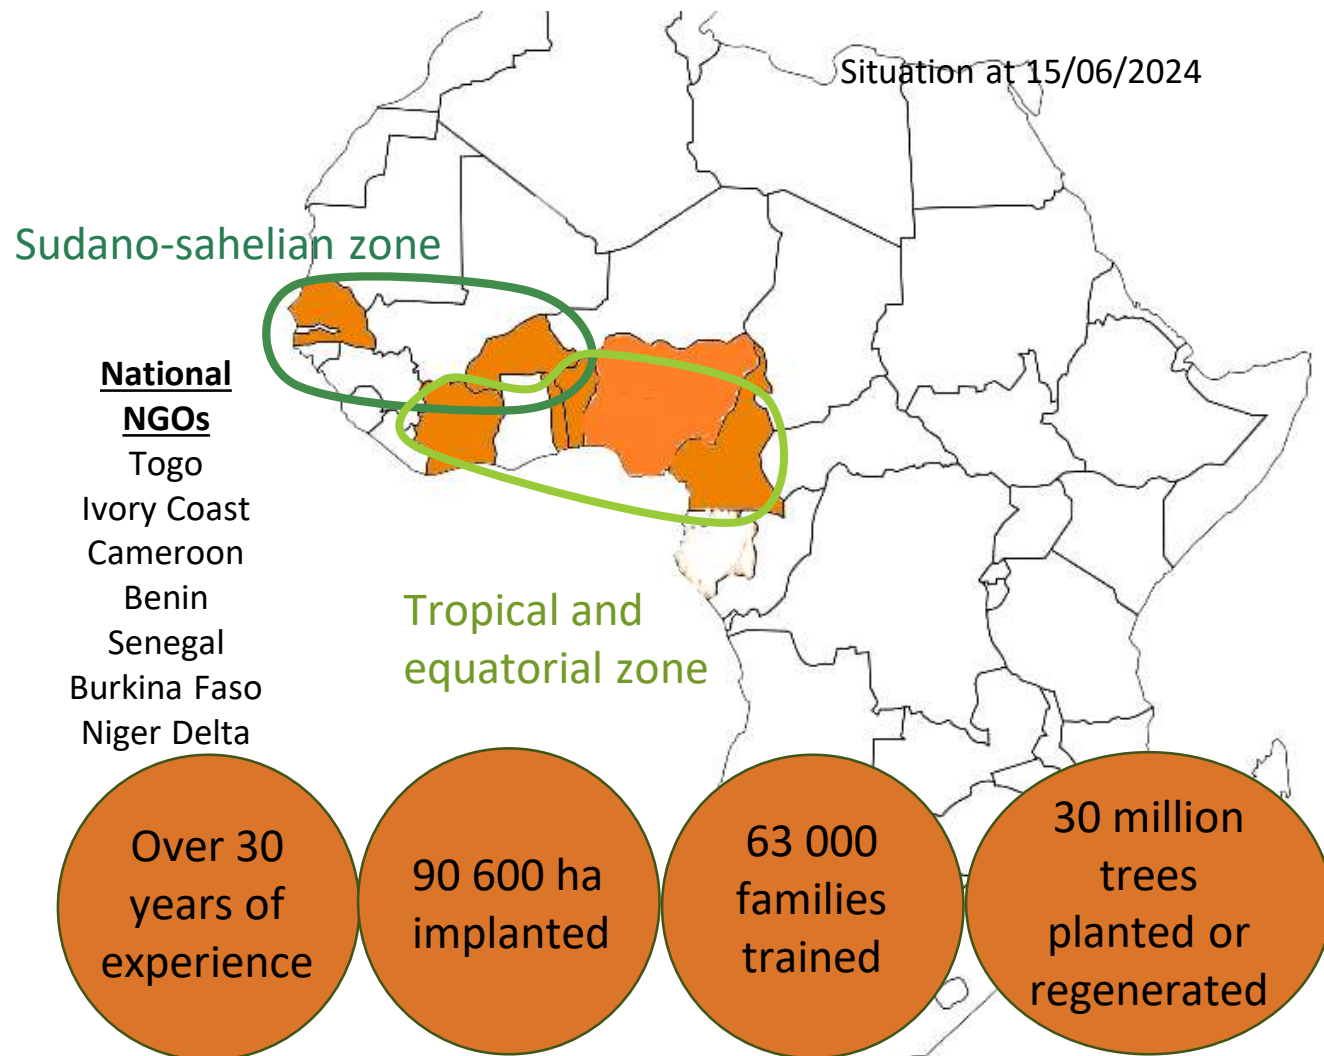 Situation at 15/06/2024
Sudano-sahelian zone
National
NGOs
Togo
Ivory Coast
Cameroon
Benin
Senegal
Burkina Faso
Niger Delta
Tropical and
equatorial zone
Over 30
years of
experience
90 600 ha
implanted
63 000
families
trained
30 million
trees
planted or
regenerated